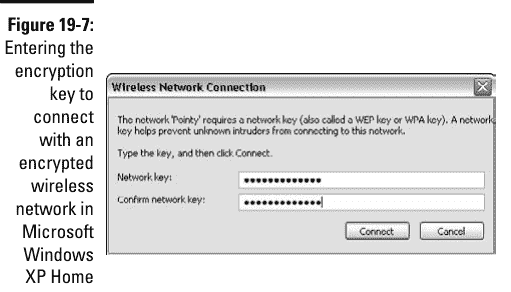 Figure 19-7:
Entering the
encryption
key to
connect
with an
encrypted
wireless
network in
Microsoft
Windows
XP Home
Wireless Network Connection
The network 'Pointy' requires a network key (also called a WEP key or WPA key). A network
key helps prevent unknown intruders from connecting to this network.
Type the key, and then click Connect.
Network key: •••••••••••••
Confirm network key: •••••••••••••
Connect Cancel